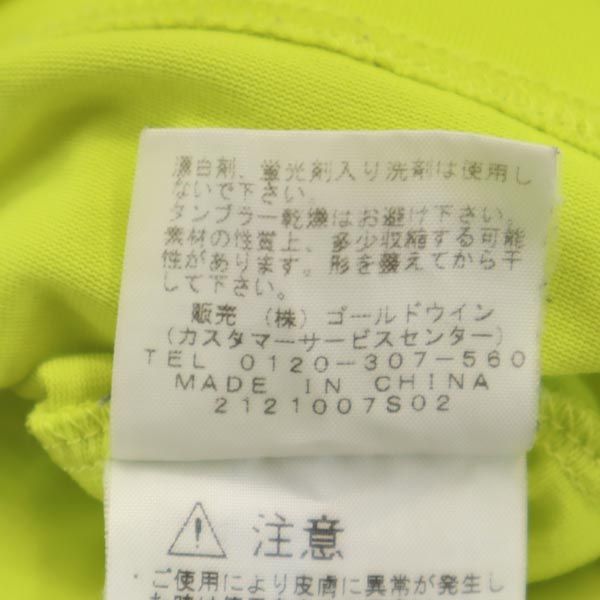 漂白剤、蛍光剤入り洗剤は使用し
ないで下さい。
タンブラー乾燥はお避け下さい。
素材の性質上、多少収縮する可能
性があります。形を整えてから干
して下さい。
販売 (株) ゴールドウイン
(カスタマーサービスセンター)
TEL 0120-307-560
MADE IN CHINA
2121007S02
注意
・ご使用により皮膚に異常が発生し